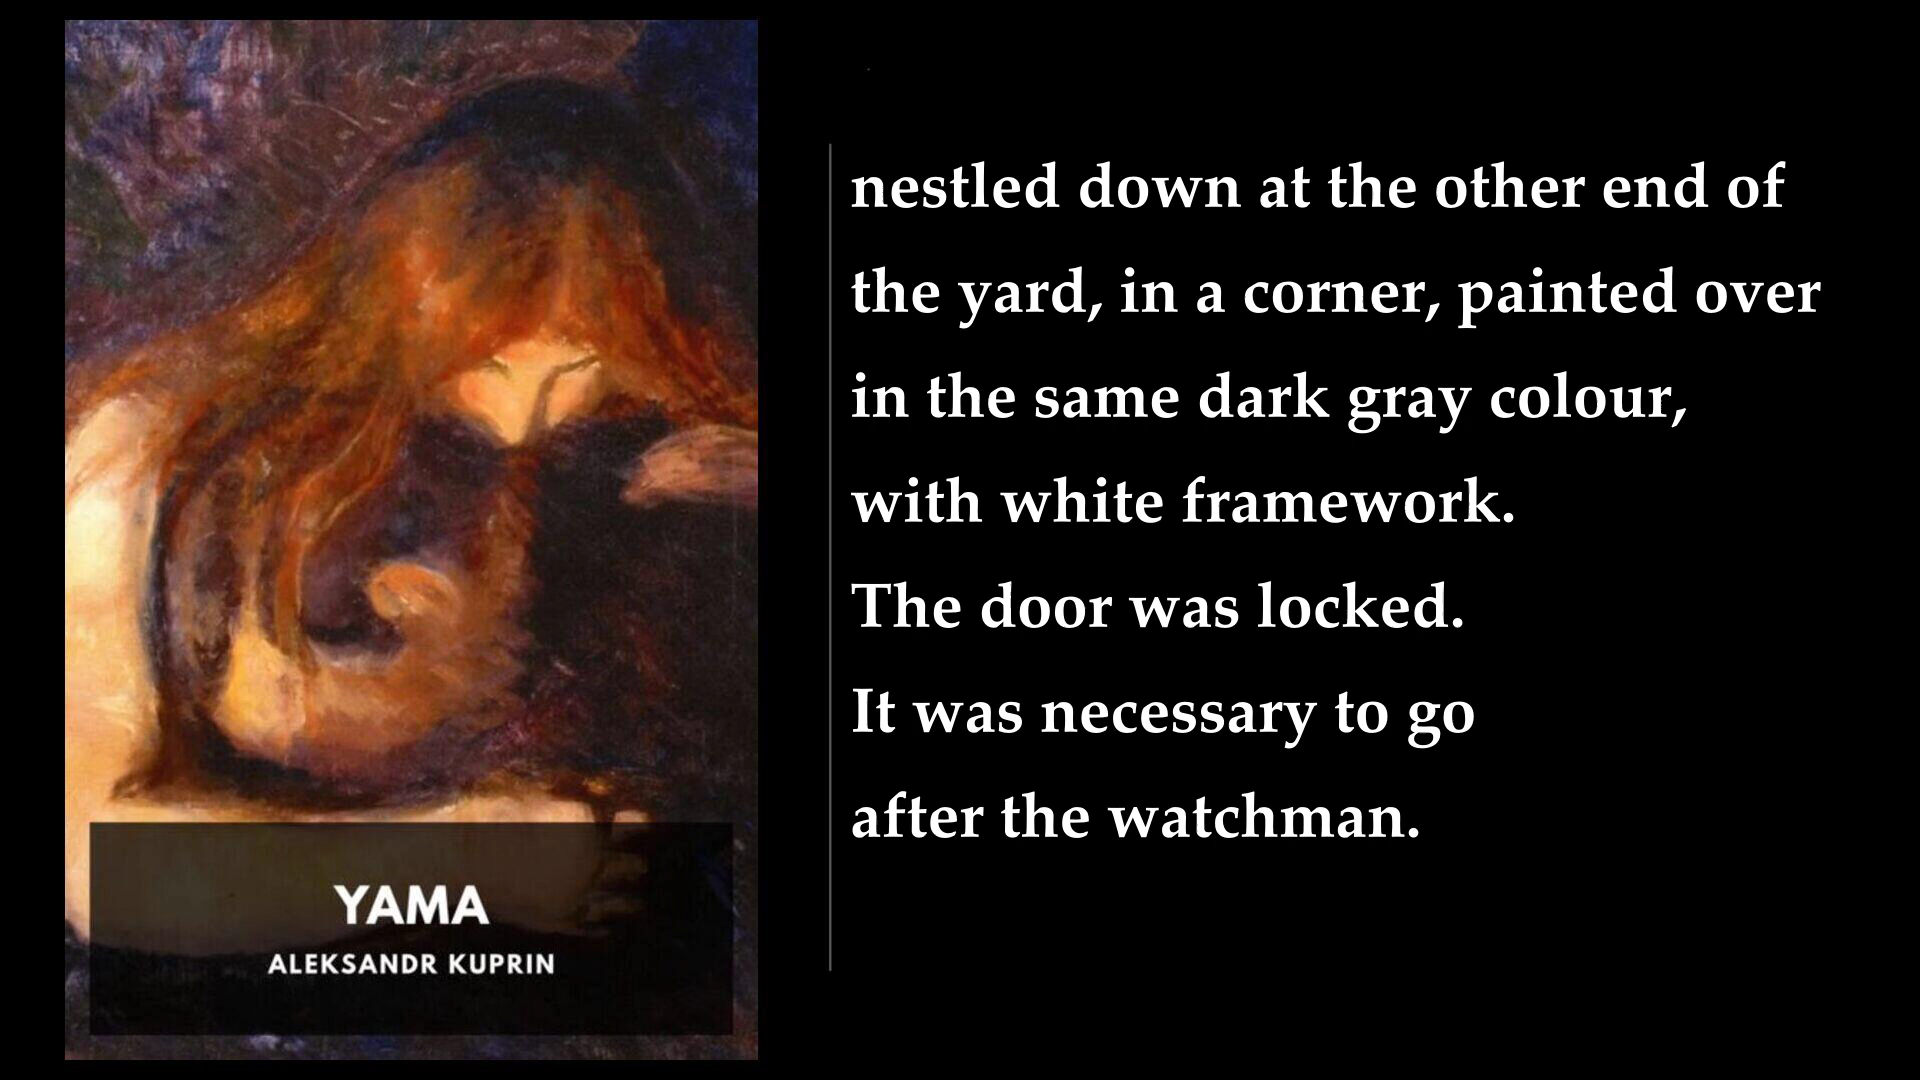 YAMA
ALEKSANDR KUPRIN
nestled down at the other end of
the yard, in a corner, painted over
in the same dark gray colour,
with white framework.
The door was locked.
It was necessary to go
after the watchman.